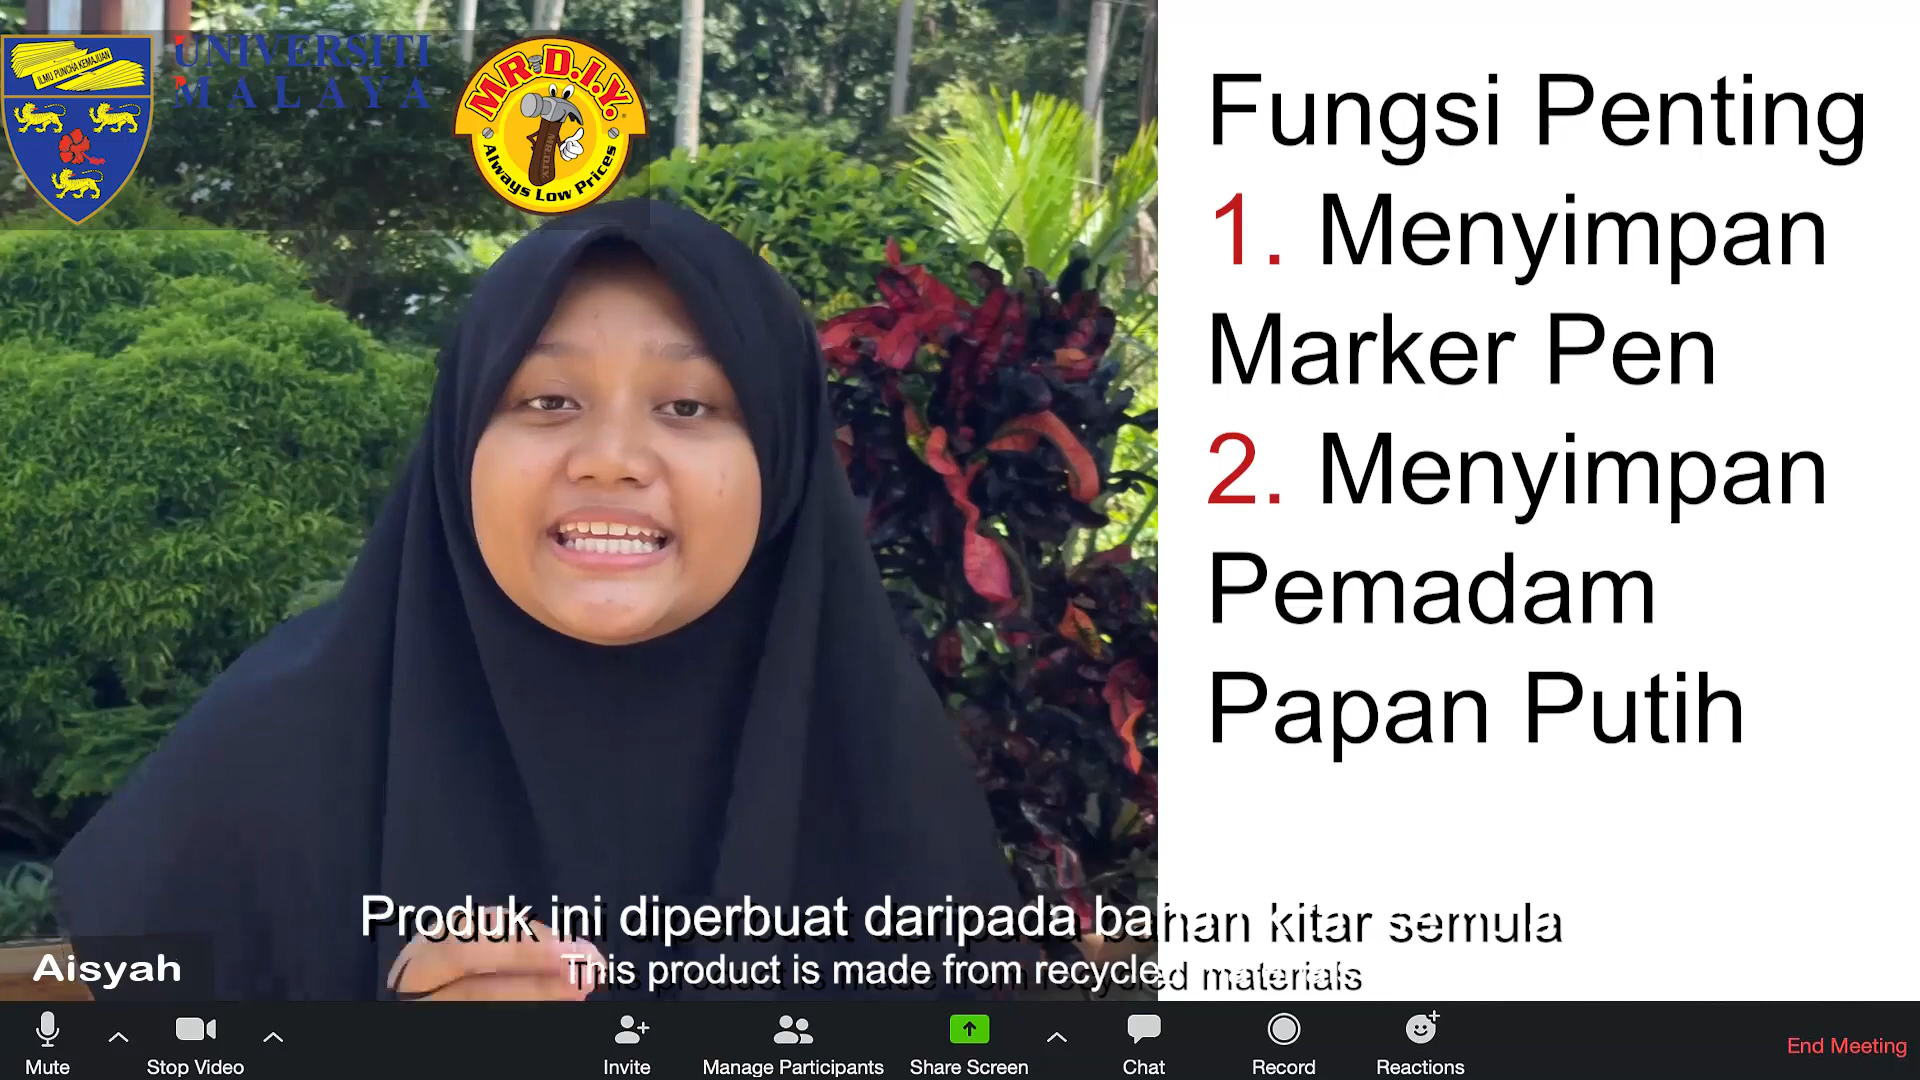 ILMU PUNCHA KEMAJUAN
UNIVERSITI
MALAYA
MR.D.I.Y.
MR.D.I.Y.
Always Low Prices
Fungsi Penting
1. Menyimpan
Marker Pen
2. Menyimpan
Pemadam
Papan Putih
Produk ini diperbuat daripada bahan kitar semula
This product is made from recycled materials
Aisyah
Mute
Stop Video
Invite
Manage Participants
Share Screen
Chat
Record
Reactions
End Meeting